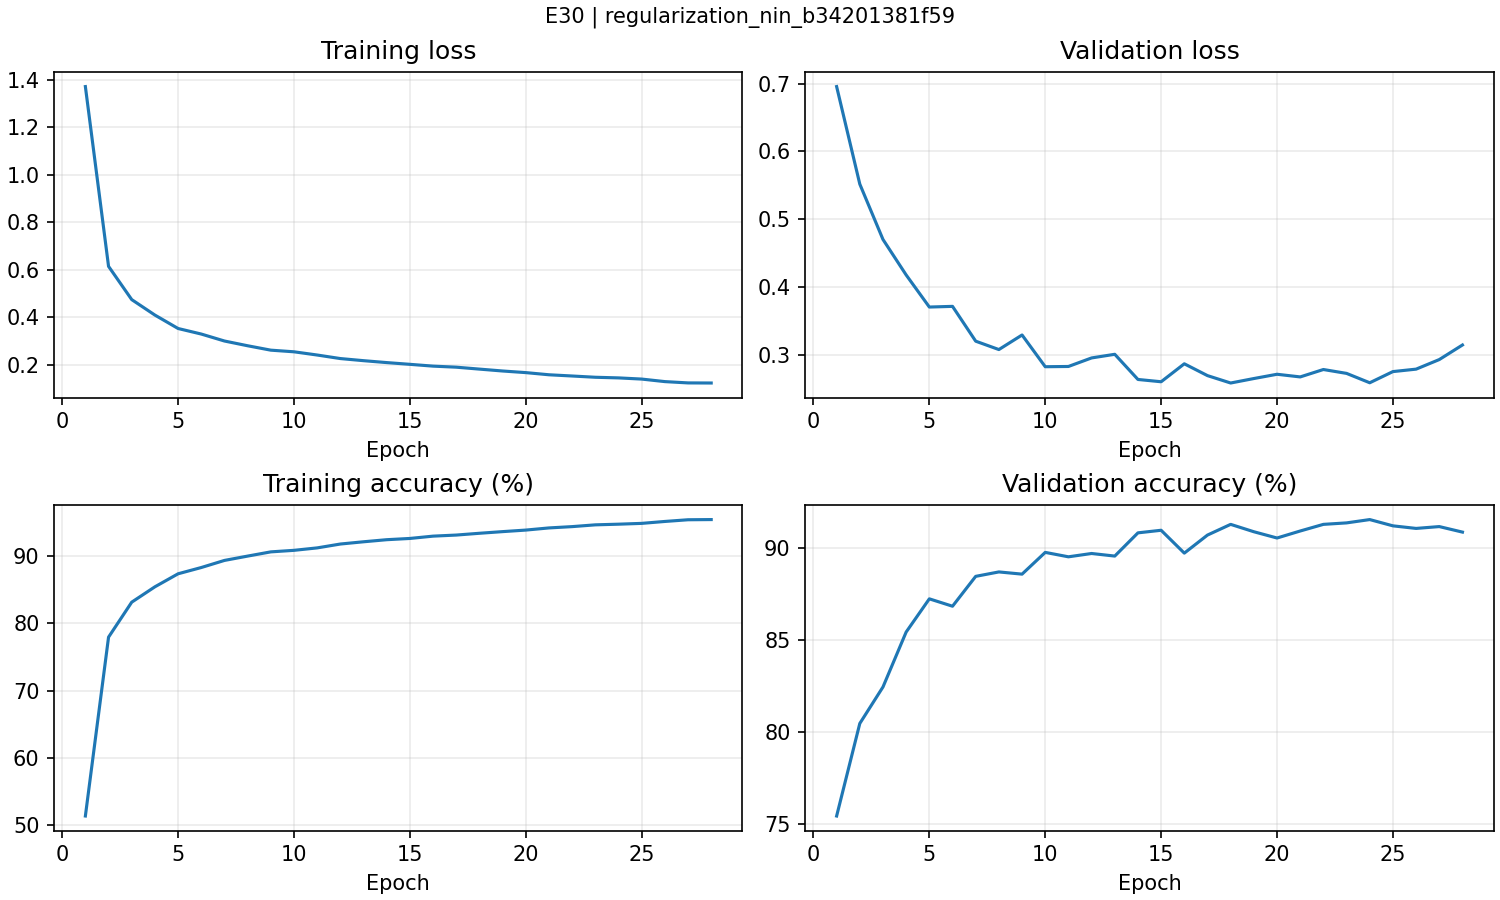 E30 | regularization_nin_b34201381f59
Training loss
1.4
1.2
1.0
0.8
0.6
0.4
0.2
0 5 10 15 20 25
Epoch
Validation loss
0.7
0.6
0.5
0.4
0.3
0 5 10 15 20 25
Epoch
Training accuracy (%)
90
80
70
60
50
0 5 10 15 20 25
Epoch
Validation accuracy (%)
90
85
80
75
0 5 10 15 20 25
Epoch